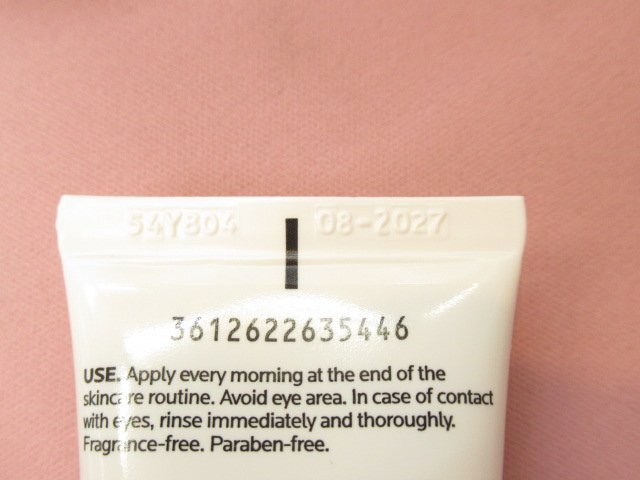 54Y804 08-2027
3612622635446
USE. Apply every morning at the end of the
skincare routine. Avoid eye area. In case of contact
with eyes, rinse immediately and thoroughly.
Fragrance-free. Paraben-free.